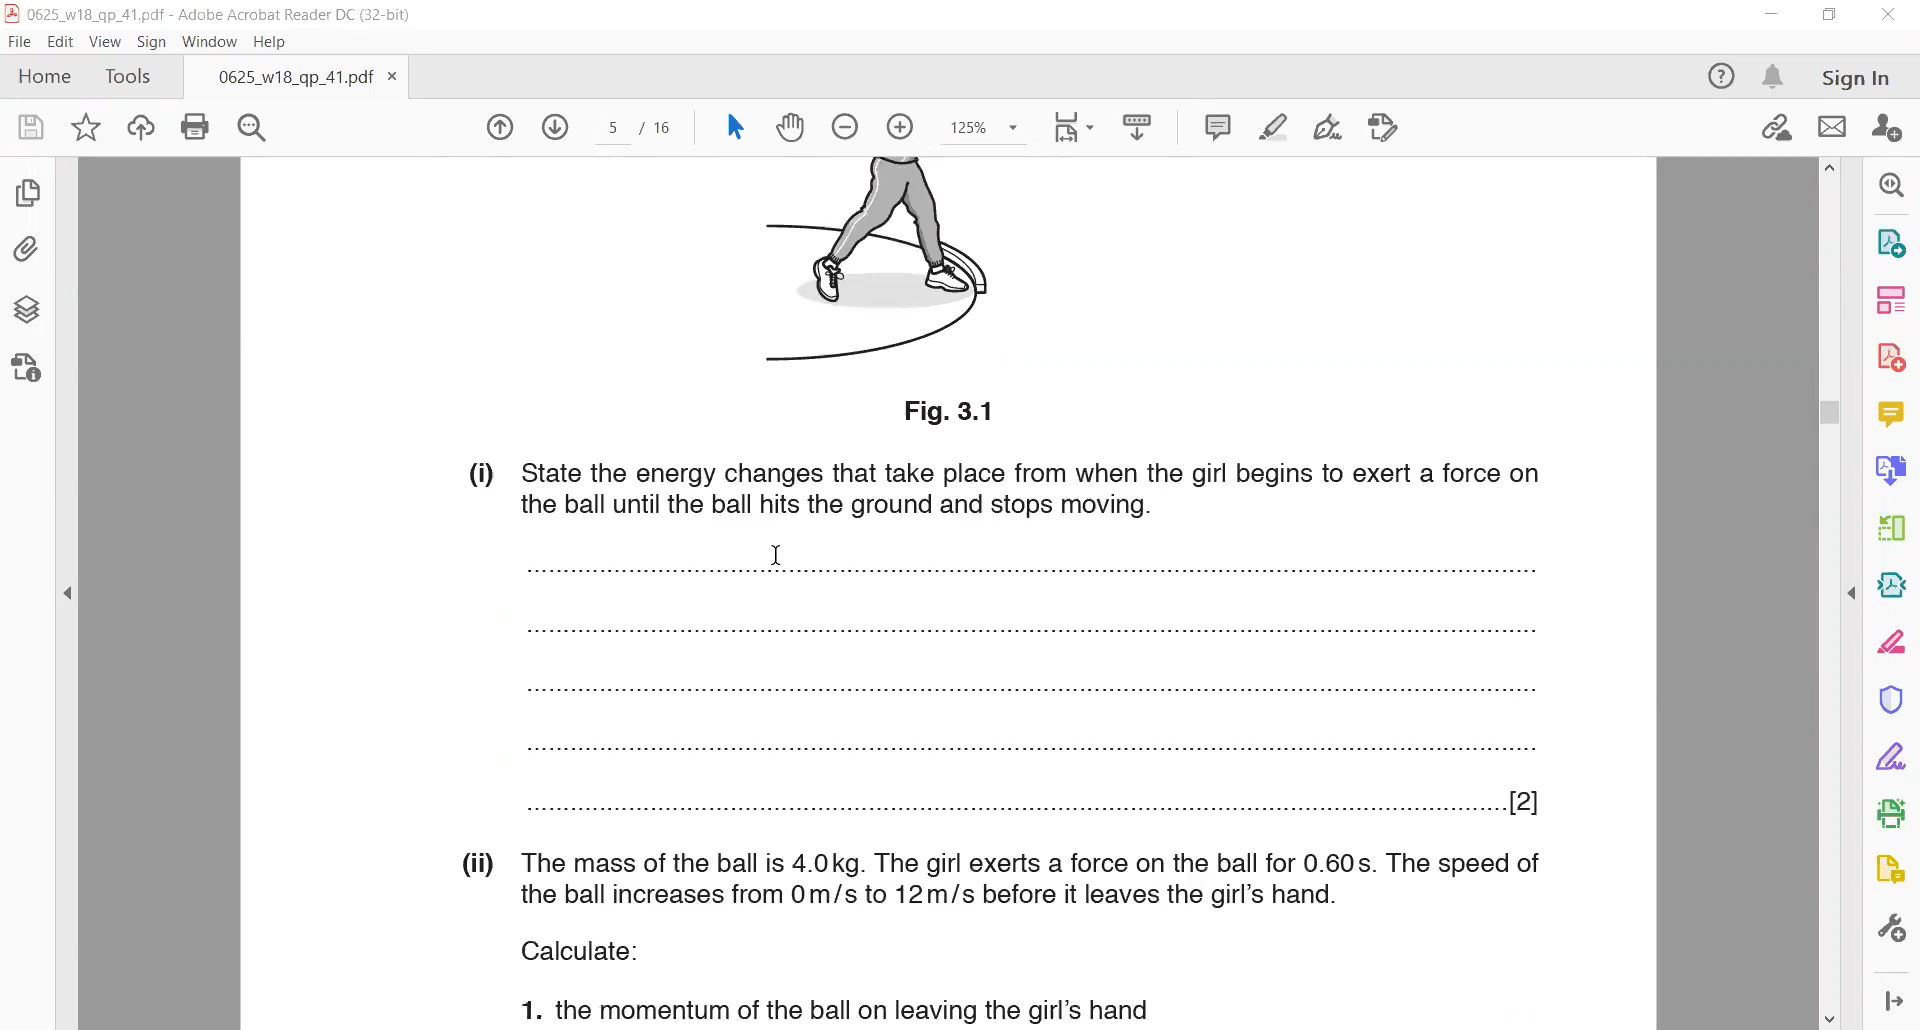 0625_w18_qp_41.pdf - Adobe Acrobat Reader DC (32-bit)
File Edit View Sign Window Help
Home Tools 0625_w18_qp_41.pdf × Sign In
5 / 16 125%
Fig. 3.1
(i) State the energy changes that take place from when the girl begins to exert a force on
the ball until the ball hits the ground and stops moving.
..........................................................................................
..........................................................................................
..........................................................................................
..........................................................................................
.......................................................................................[2]
(ii) The mass of the ball is 4.0 kg. The girl exerts a force on the ball for 0.60 s. The speed of
the ball increases from 0 m/s to 12 m/s before it leaves the girl's hand.
Calculate:
1. the momentum of the ball on leaving the girl's hand